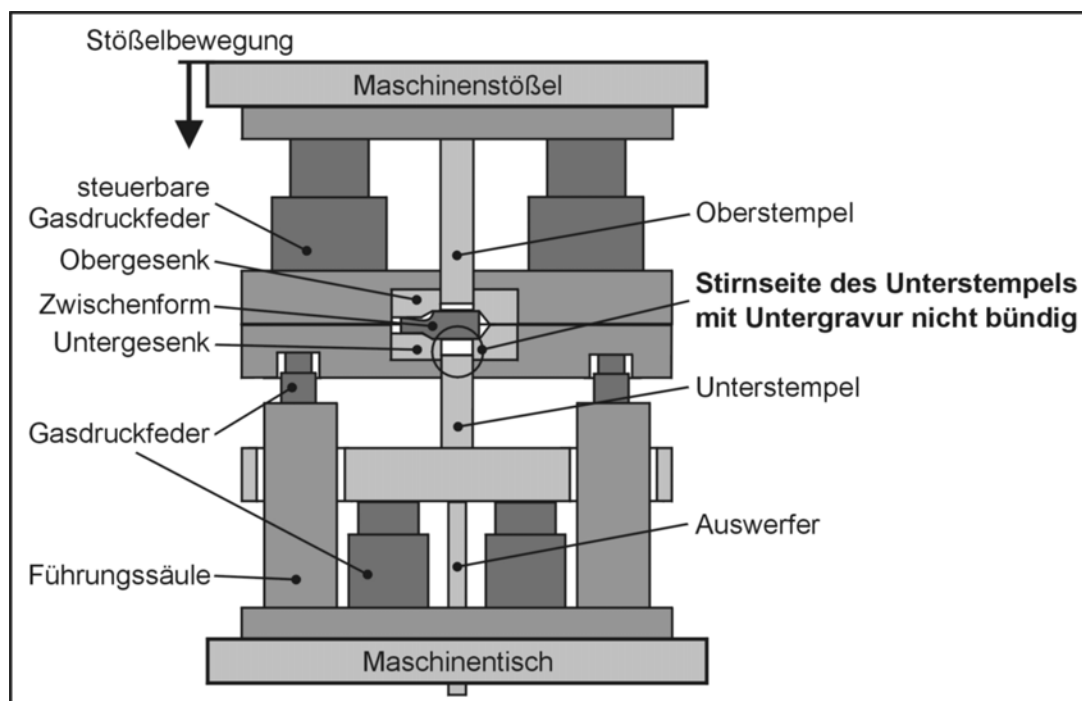 Stößelbewegung
Maschinenstößel
steuerbare
Gasdruckfeder
Obergesenk
Zwischenform
Untergesenk
Gasdruckfeder
Führungssäule
Oberstempel
Stirnseite des Unterstempels
mit Untergravur nicht bündig
Unterstempel
Auswerfer
Maschinentisch